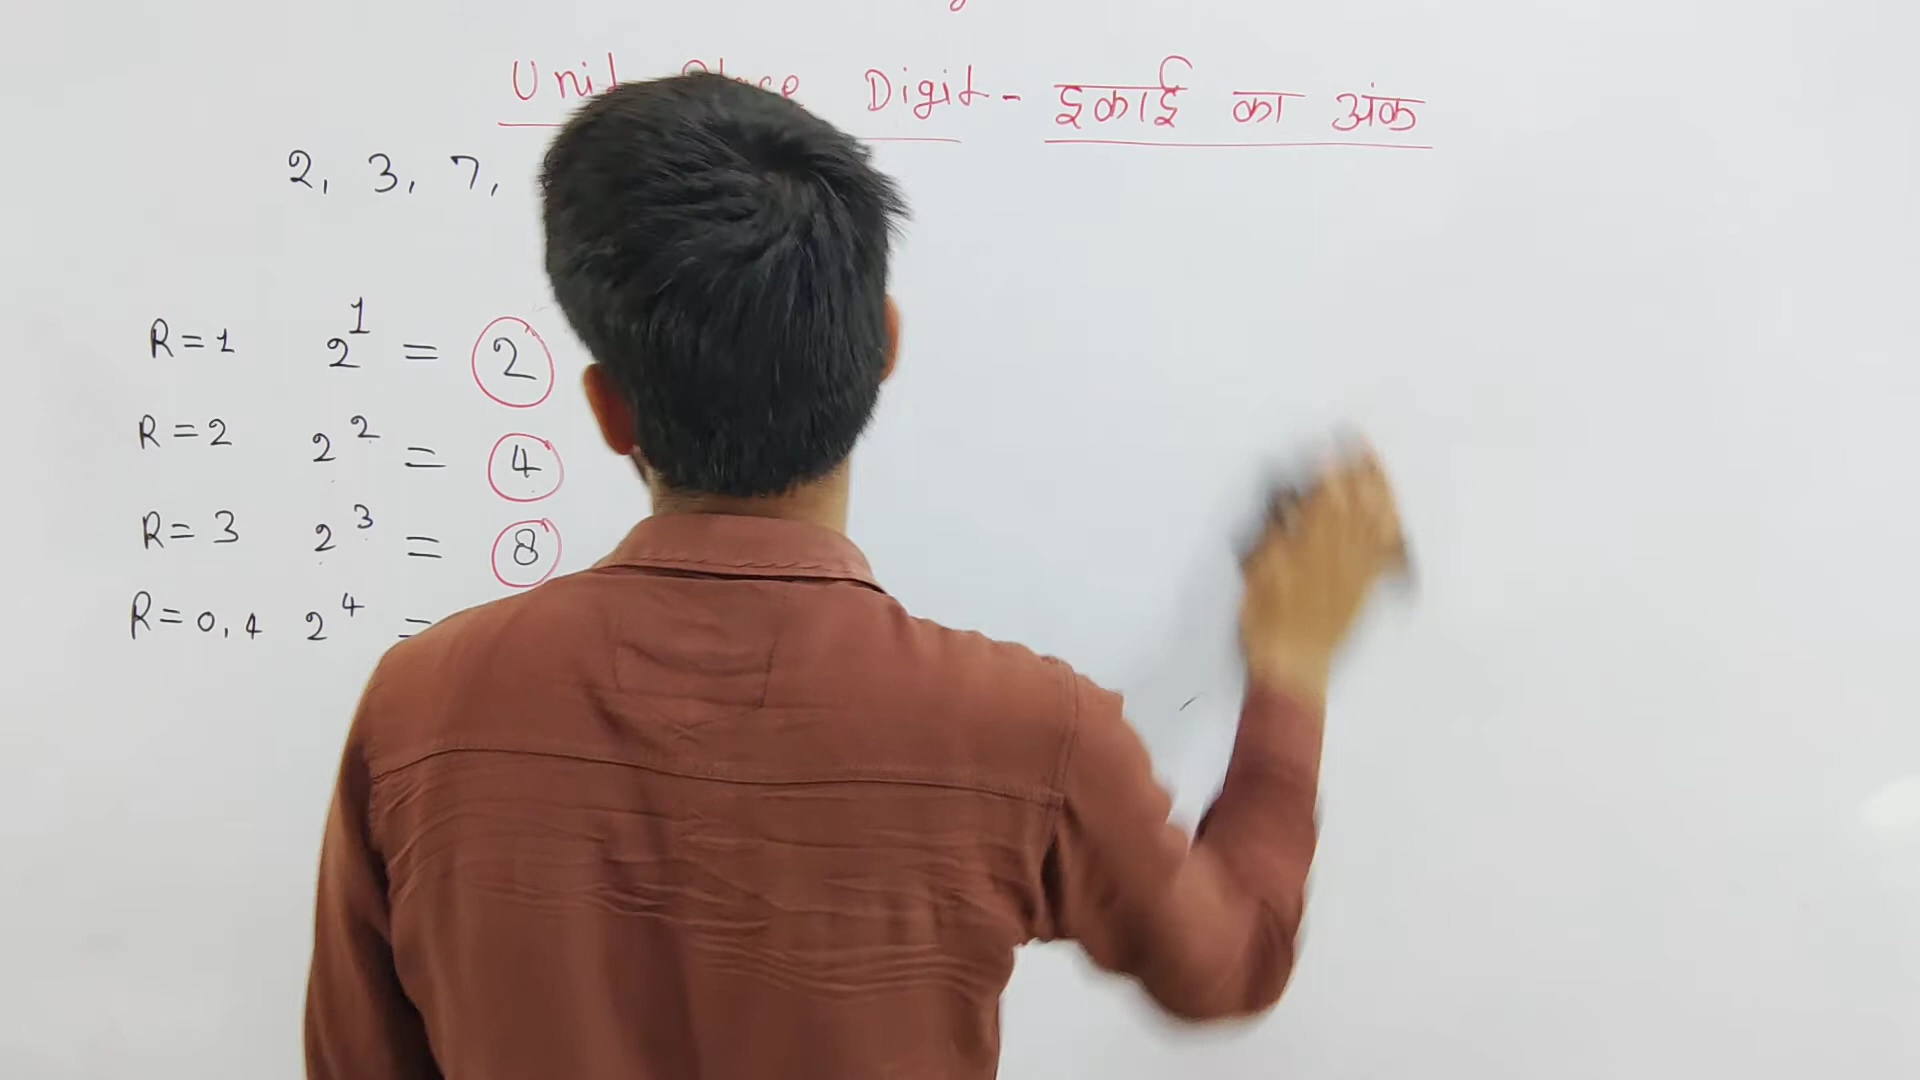 Digit - इकाई का अंक
2, 3, 7,
R=1 2^1 = 2
R=2 2^2 = 4
R=3 2^3 = 8
R=0,4 2^4 =